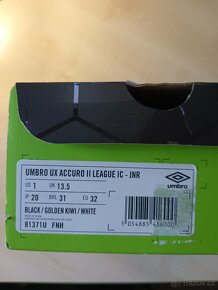 UMBRO UX ACCURO II LEAGUE IC - JNR
US 1 UK 13.5
JP 20 BR 31 EU 32
umbro
BLACK / GOLDEN KIWI / WHITE
81371U FNH